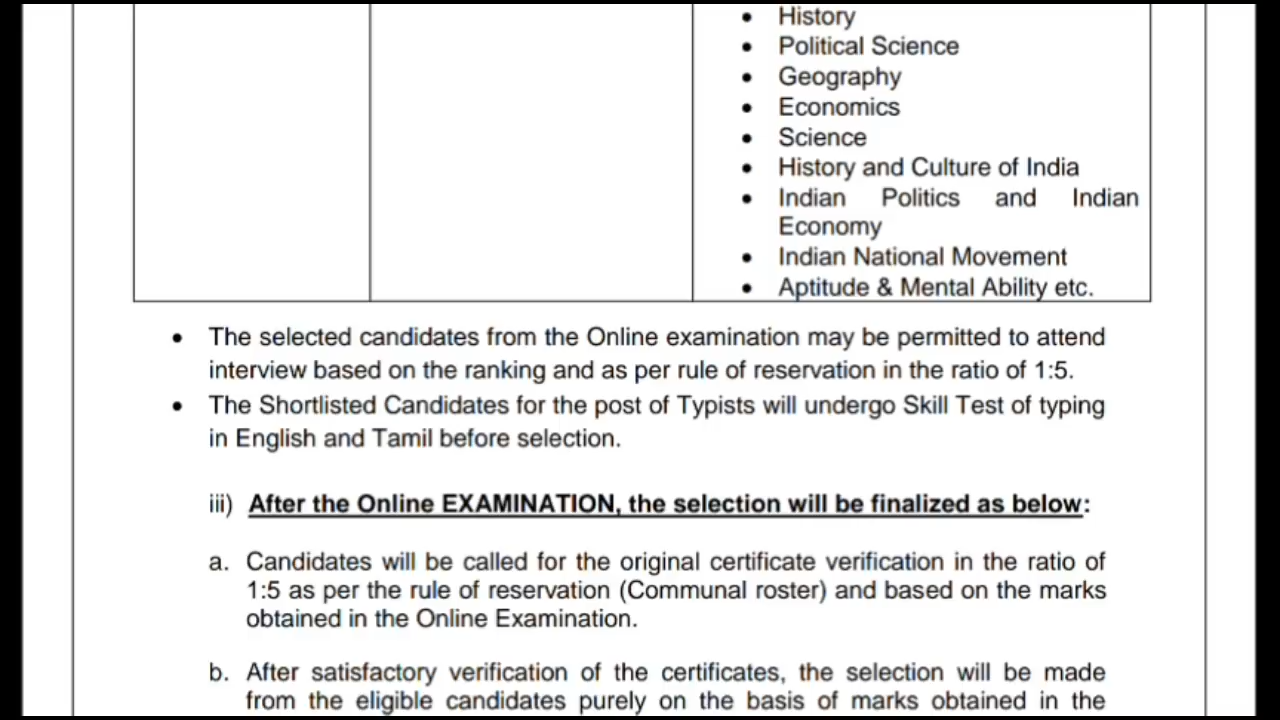 • History
• Political Science
• Geography
• Economics
• Science
• History and Culture of India
• Indian Politics and Indian
Economy
• Indian National Movement
• Aptitude & Mental Ability etc.
• The selected candidates from the Online examination may be permitted to attend
interview based on the ranking and as per rule of reservation in the ratio of 1:5.
• The Shortlisted Candidates for the post of Typists will undergo Skill Test of typing
in English and Tamil before selection.
iii) After the Online EXAMINATION, the selection will be finalized as below:
a. Candidates will be called for the original certificate verification in the ratio of
1:5 as per the rule of reservation (Communal roster) and based on the marks
obtained in the Online Examination.
b. After satisfactory verification of the certificates, the selection will be made
from the eligible candidates purely on the basis of marks obtained in the